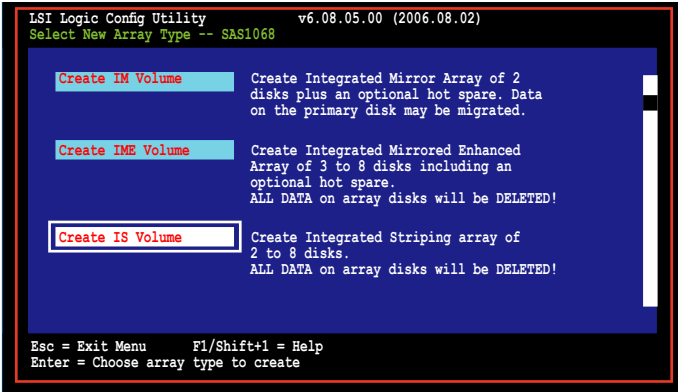 LSI Logic Config Utility v6.08.05.00 (2006.08.02)
Select New Array Type -- SAS1068
Create IM Volume Create Integrated Mirror Array of 2
disks plus an optional hot spare. Data
on the primary disk may be migrated.
Create IME Volume Create Integrated Mirrored Enhanced
Array of 3 to 8 disks including an
optional hot spare.
ALL DATA on array disks will be DELETED!
Create IS Volume Create Integrated Striping array of
2 to 8 disks.
ALL DATA on array disks will be DELETED!
Esc = Exit Menu F1/Shift+1 = Help
Enter = Choose array type to create